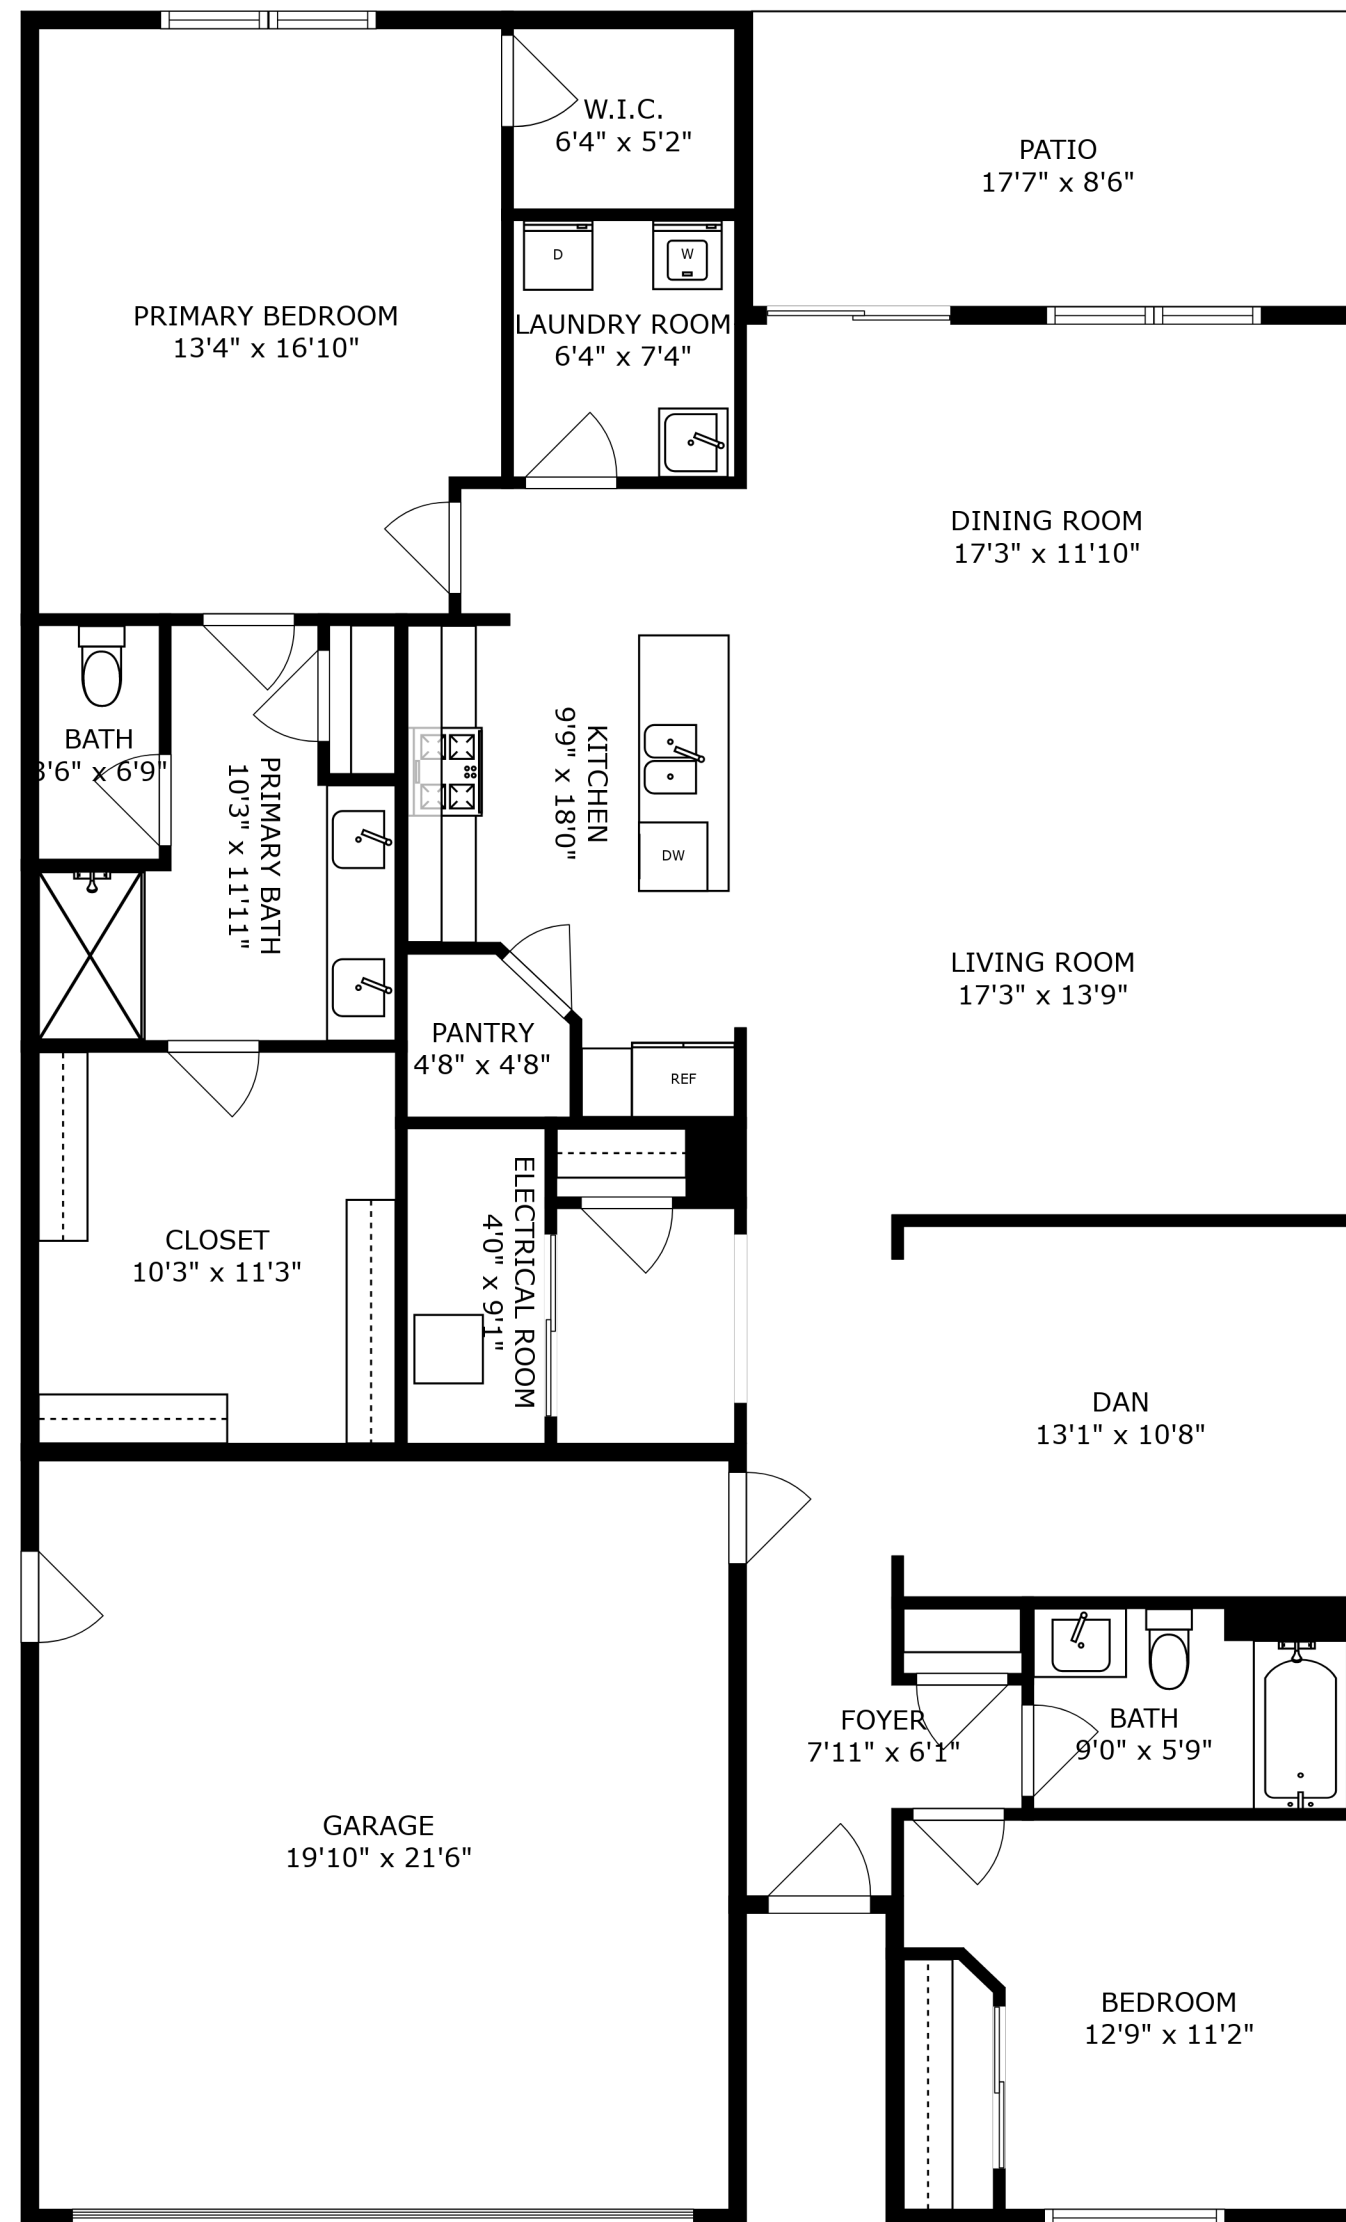 W.I.C.
6'4" x 5'2"
PATIO
17'7" x 8'6"
D
W
PRIMARY BEDROOM
13'4" x 16'10"
LAUNDRY ROOM
6'4" x 7'4"
DINING ROOM
17'3" x 11'10"
BATH
3'6" x 6'9"
PRIMARY BATH
10'3" x 11'11"
KITCHEN
9'9" x 18'0"
DW
LIVING ROOM
17'3" x 13'9"
PANTRY
4'8" x 4'8"
REF
CLOSET
10'3" x 11'3"
ELECTRICAL ROOM
4'0" x 9'1"
DAN
13'1" x 10'8"
FOYER
7'11" x 6'1"
BATH
9'0" x 5'9"
GARAGE
19'10" x 21'6"
BEDROOM
12'9" x 11'2"